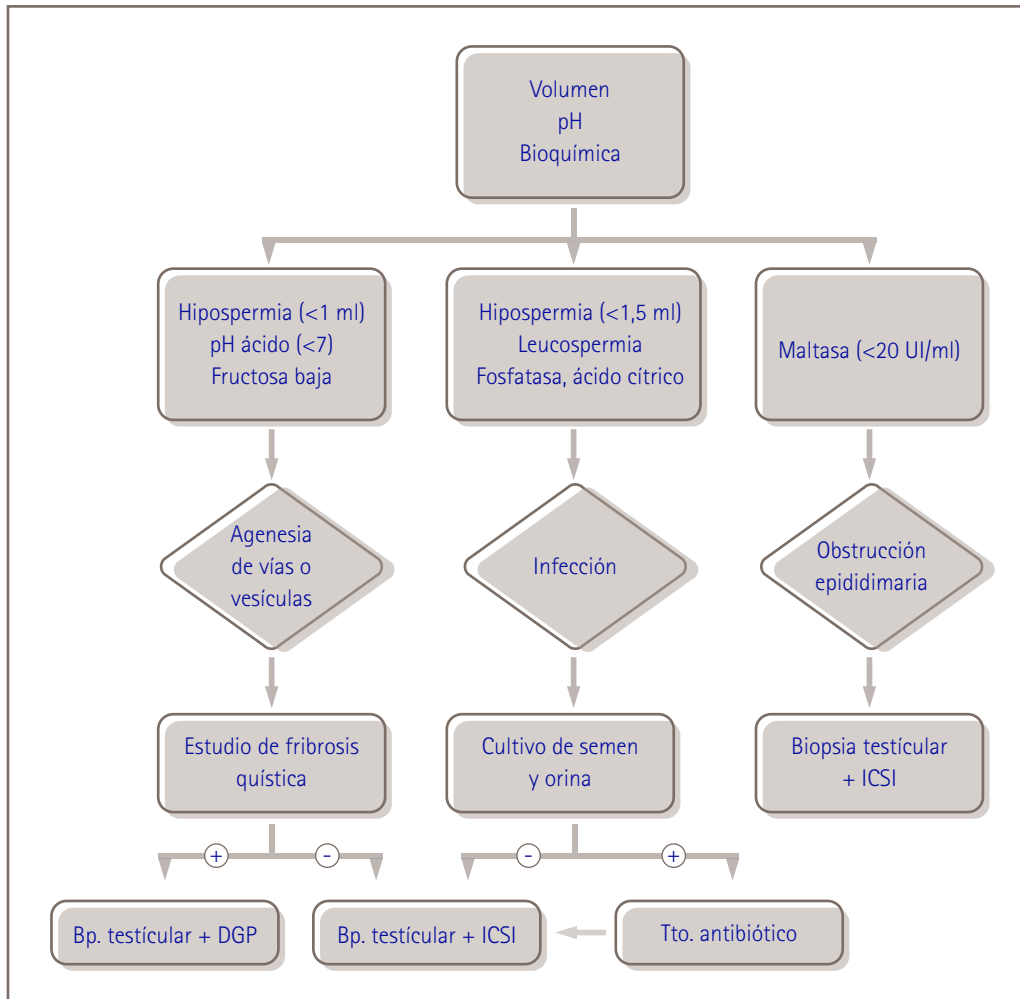 Volumen
pH
Bioquímica
Hipospermia (<1 ml)
pH ácido (<7)
Fructosa baja
Hipospermia (<1,5 ml)
Leucospermia
Fosfatasa, ácido cítrico
Maltasa (<20 UI/ml)
Agenesia
de vías o
vesículas
Infección
Obstrucción
epididimaria
Estudio de fribrosis
quística
Cultivo de semen
y orina
Biopsia testícular
+ ICSI
+
-
-
+
Bp. testícular + DGP
Bp. testícular + ICSI
Tto. antibiótico